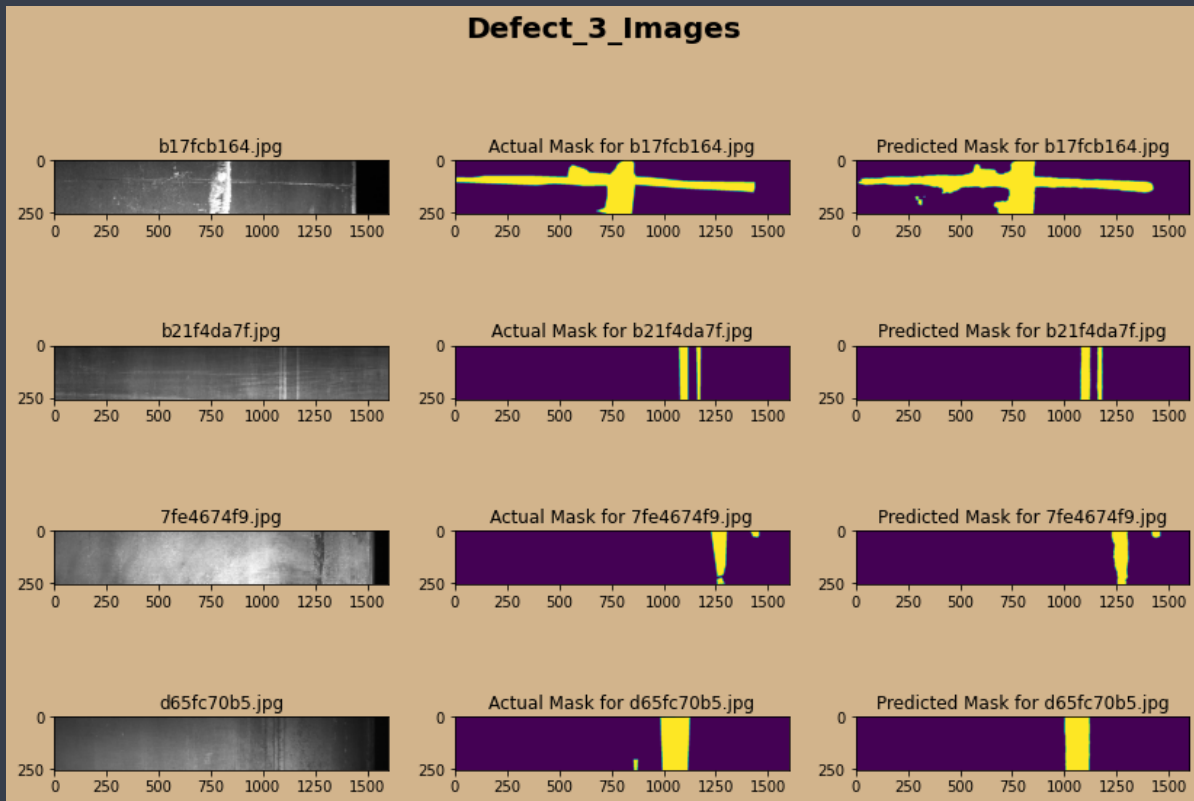 Defect_3_Images
b17fcb164.jpg Actual Mask for b17fcb164.jpg Predicted Mask for b17fcb164.jpg
0 0 0
250 250 250
0 250 500 750 1000 1250 1500 0 250 500 750 1000 1250 1500 0 250 500 750 1000 1250 1500
b21f4da7f.jpg Actual Mask for b21f4da7f.jpg Predicted Mask for b21f4da7f.jpg
0 0 0
250 250 250
0 250 500 750 1000 1250 1500 0 250 500 750 1000 1250 1500 0 250 500 750 1000 1250 1500
7fe4674f9.jpg Actual Mask for 7fe4674f9.jpg Predicted Mask for 7fe4674f9.jpg
0 0 0
250 250 250
0 250 500 750 1000 1250 1500 0 250 500 750 1000 1250 1500 0 250 500 750 1000 1250 1500
d65fc70b5.jpg Actual Mask for d65fc70b5.jpg Predicted Mask for d65fc70b5.jpg
0 0 0
250 250 250
0 250 500 750 1000 1250 1500 0 250 500 750 1000 1250 1500 0 250 500 750 1000 1250 1500